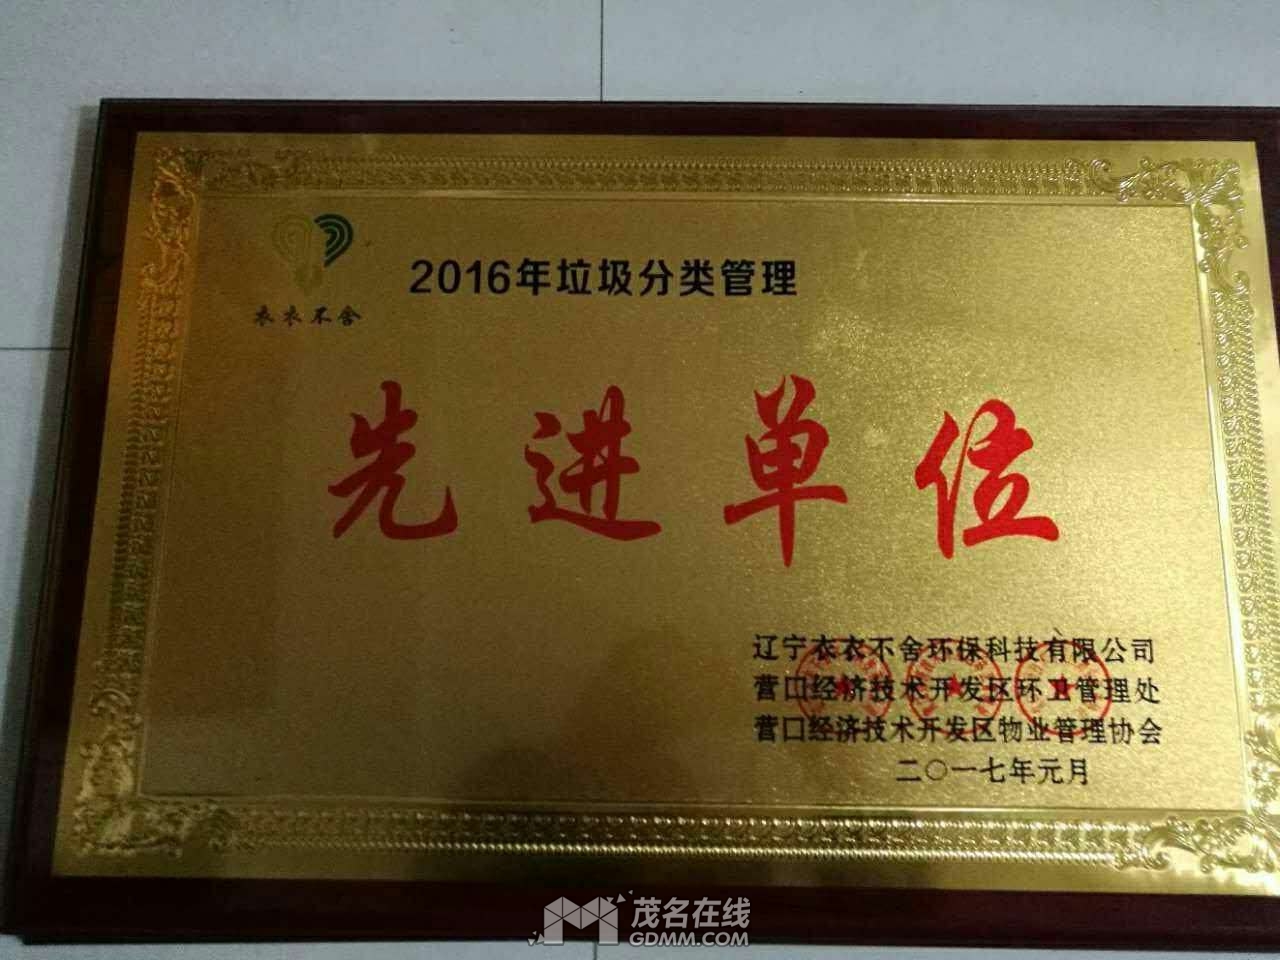 衣衣不舍
2016年垃圾分类管理
先进单位
辽宁衣衣不舍环保科技有限公司
营口经济技术开发区环卫管理处
营口经济技术开发区物业管理协会
二〇一七年元月
茂名在线
GDMM.COM